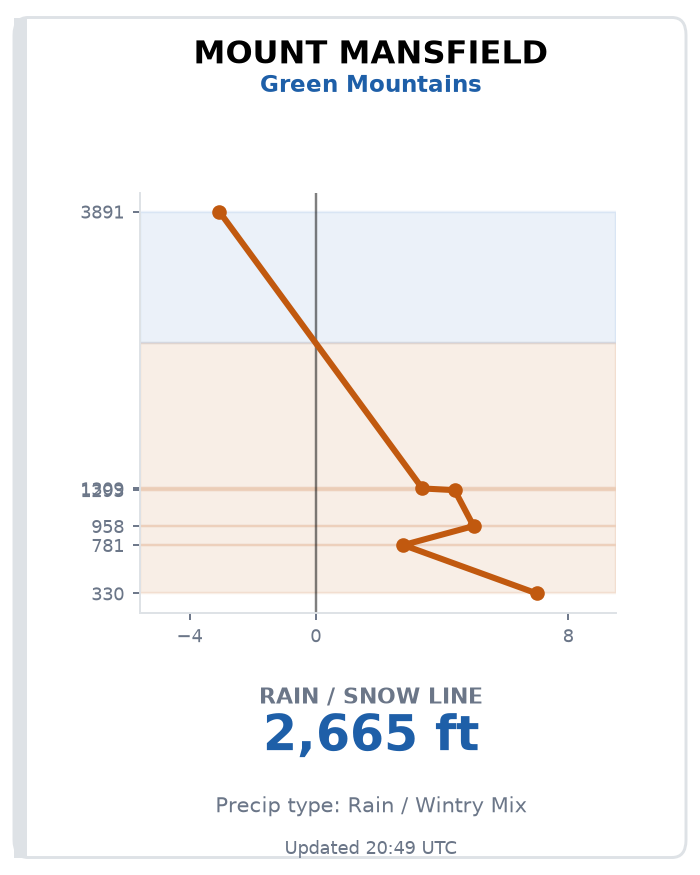 MOUNT MANSFIELD
Green Mountains
3891
958
781
330
−4 0 8
RAIN / SNOW LINE
2,665 ft
Precip type: Rain / Wintry Mix
Updated 20:49 UTC